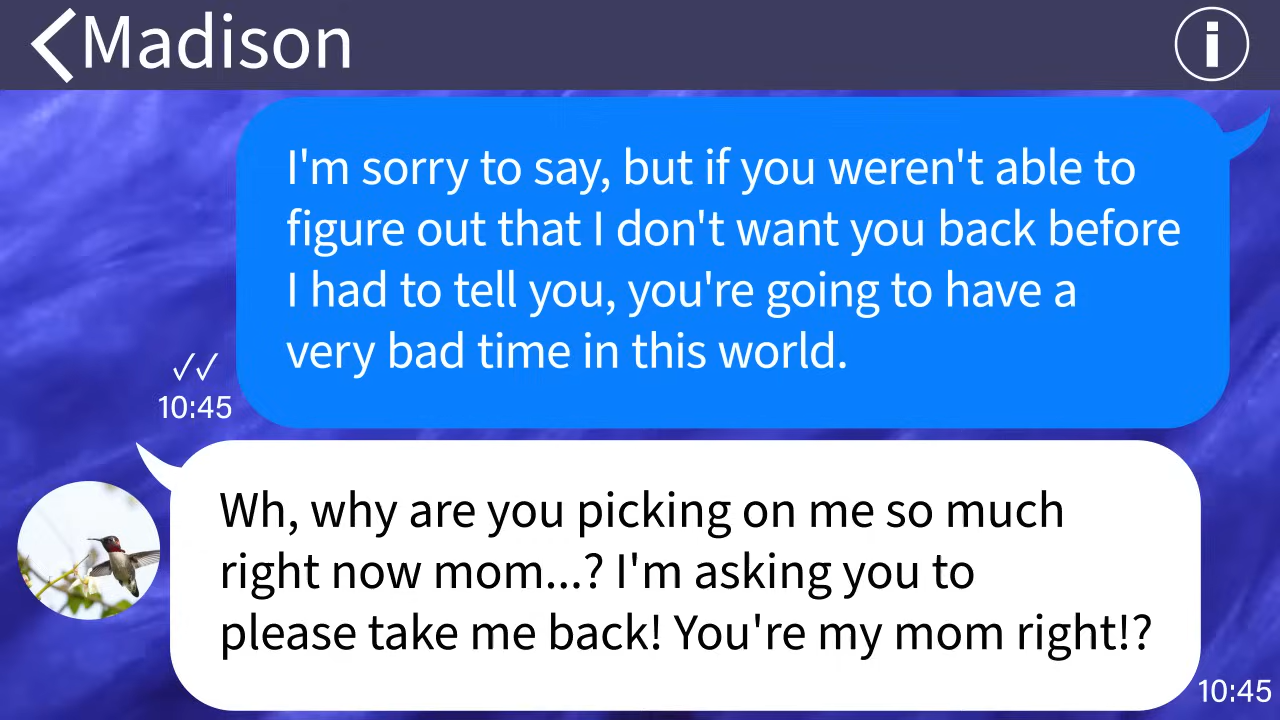 Madison
i
I'm sorry to say, but if you weren't able to
figure out that I don't want you back before
I had to tell you, you're going to have a
very bad time in this world.
10:45
Wh, why are you picking on me so much
right now mom...? I'm asking you to
please take me back! You're my mom right!?
10:45